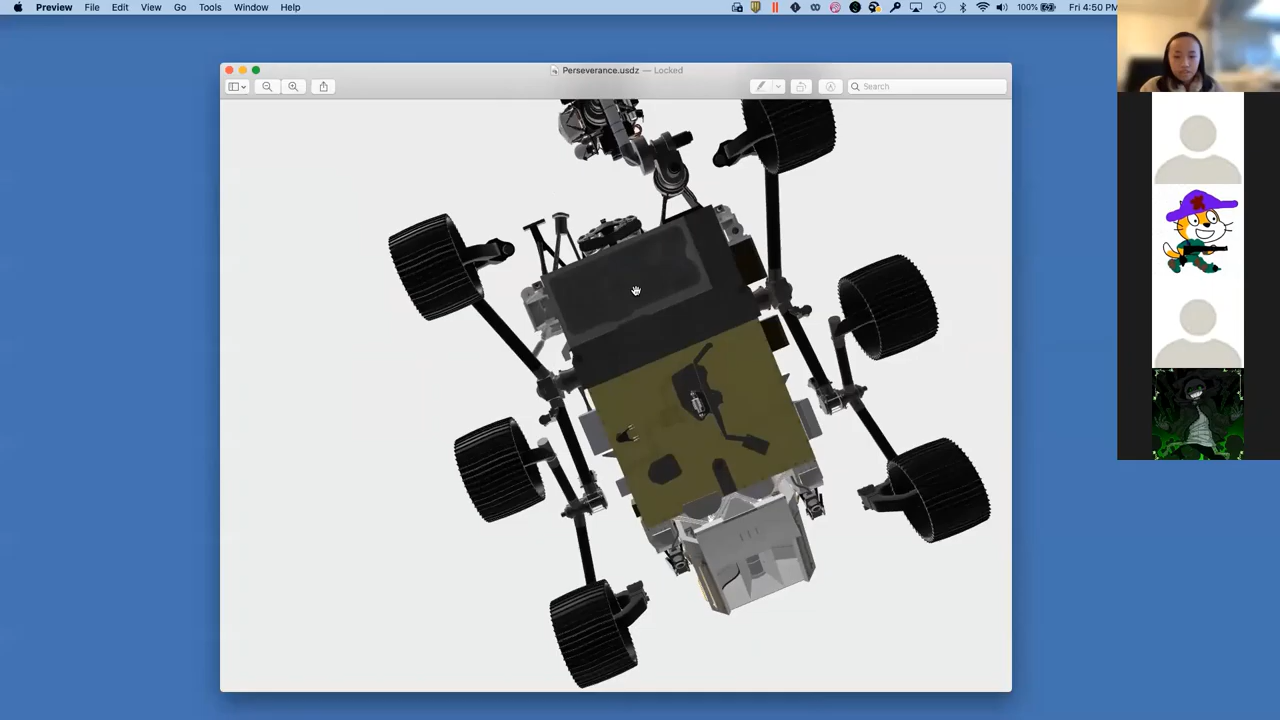 Preview File Edit View Go Tools Window Help 100% Fri 4:50 PM
Perseverance.usdz — Locked
Search